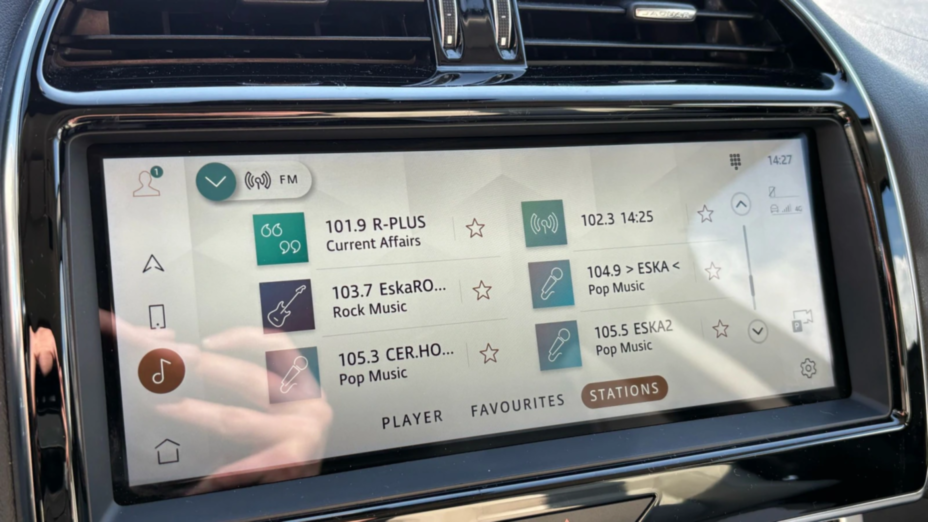 1
FM
14:27
101.9 R-PLUS
Current Affairs
102.3 14:25
103.7 EskaRO...
Rock Music
104.9 > ESKA <
Pop Music
105.3 CER.HO...
Pop Music
105.5 ESKA2
Pop Music
PLAYER
FAVOURITES
STATIONS